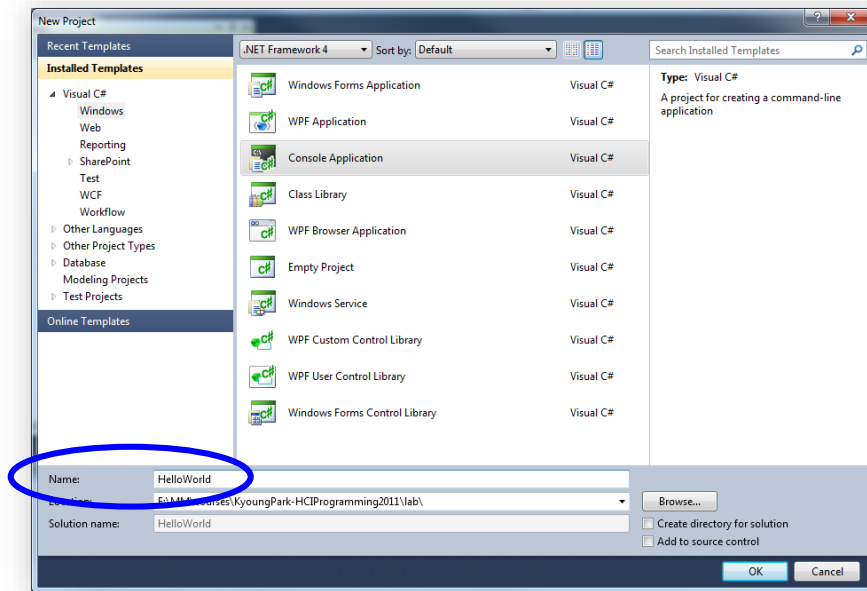 New Project
Recent Templates
Installed Templates
Visual C#
Windows
Web
Reporting
SharePoint
Test
WCF
Workflow
Other Languages
Other Project Types
Database
Modeling Projects
Test Projects
Online Templates
.NET Framework 4 Sort by: Default
Windows Forms Application Visual C#
WPF Application Visual C#
Console Application Visual C#
Class Library Visual C#
WPF Browser Application Visual C#
Empty Project Visual C#
Windows Service Visual C#
WPF Custom Control Library Visual C#
WPF User Control Library Visual C#
Windows Forms Control Library Visual C#
Search Installed Templates
Type: Visual C#
A project for creating a command-line
application
Name: HelloWorld
Location: \KyoungPark-HCIProgramming2011\lab\ Browse...
Solution name: HelloWorld
Create directory for solution
Add to source control
OK Cancel